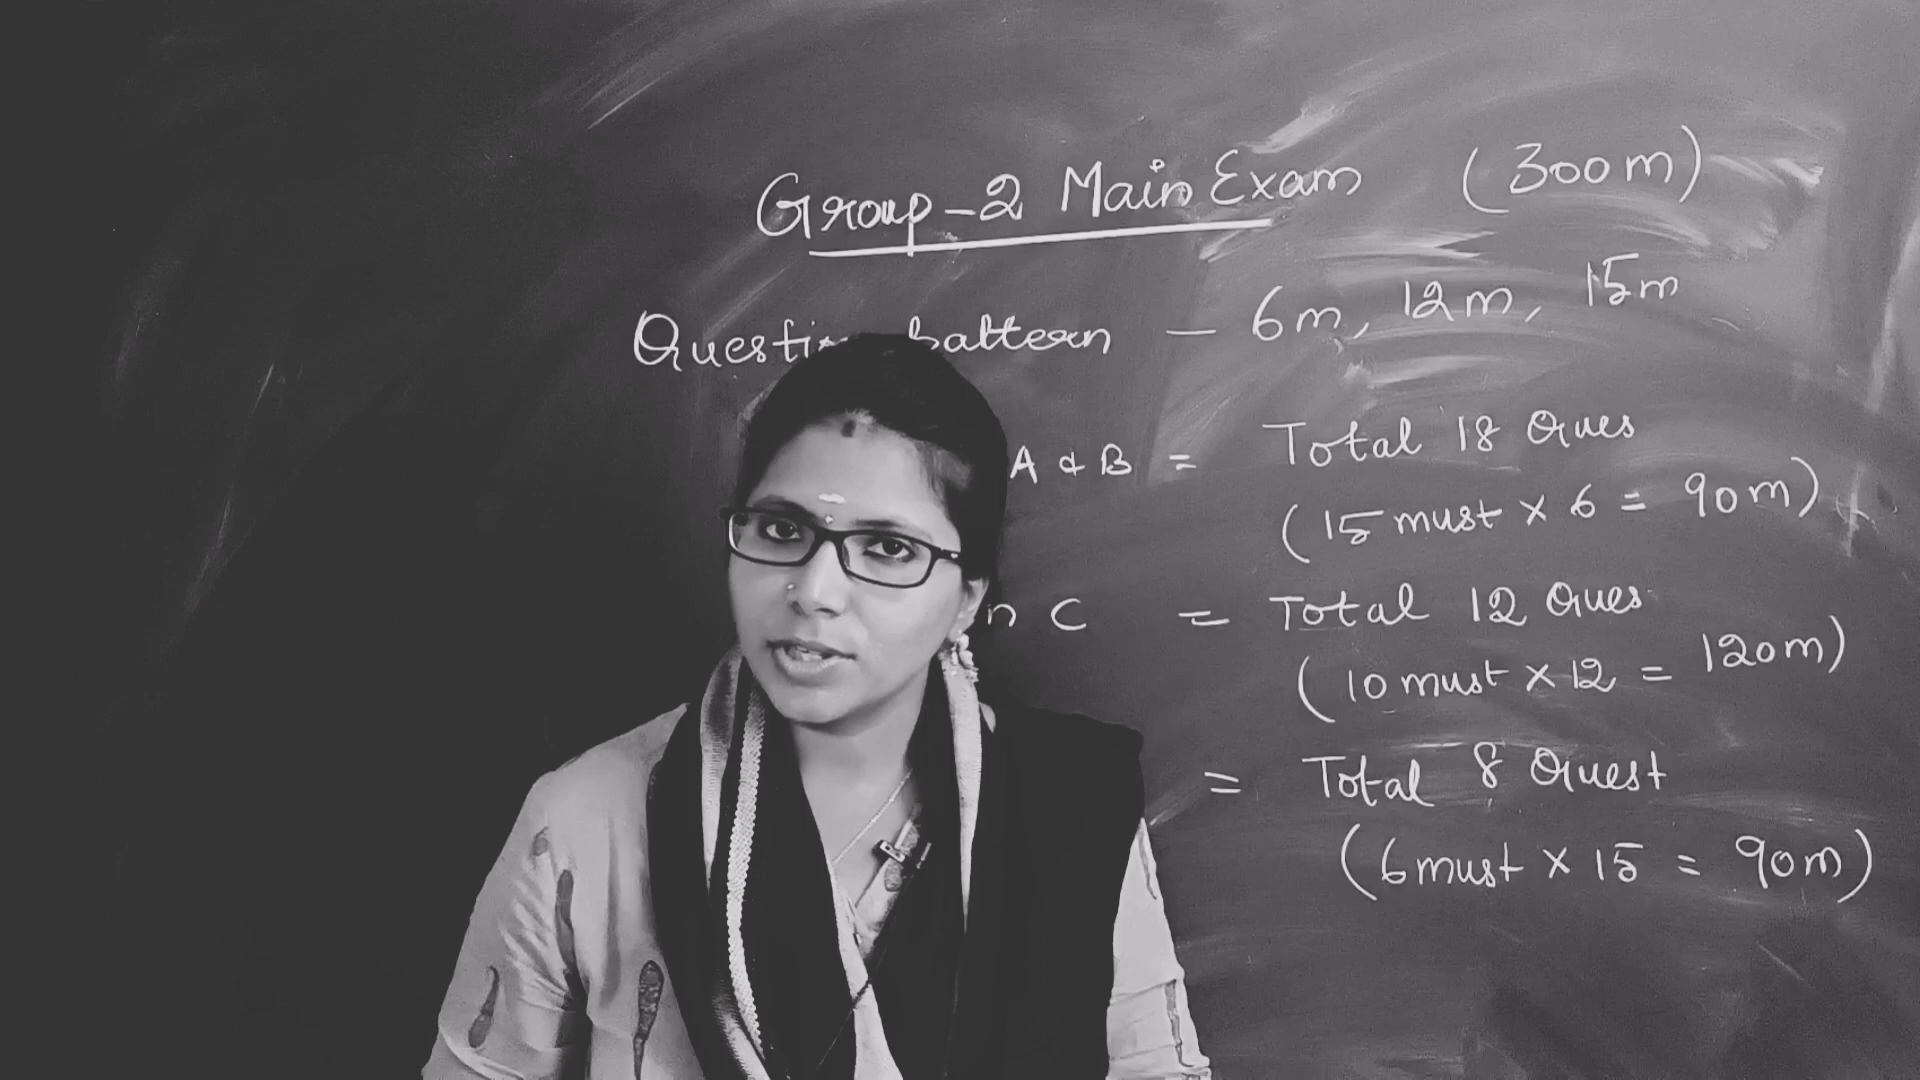 Group-2 Main Exam (300m)
Battern - 6m, 12m, 15m
A & B = Total 18 Ques
(15 must x 6 = 90m)
C = Total 12 Ques
(10 must x 12 = 120m)
= Total 8 Quest
(6 must x 15 = 90m)